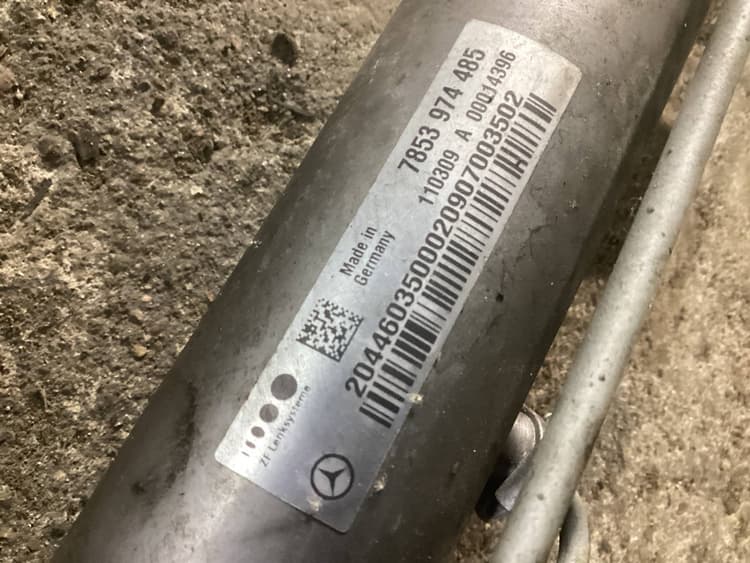 7853 974 485
110309 A 00014396
Made in
Germany
2044603500020907003502
ZF Lenksysteme